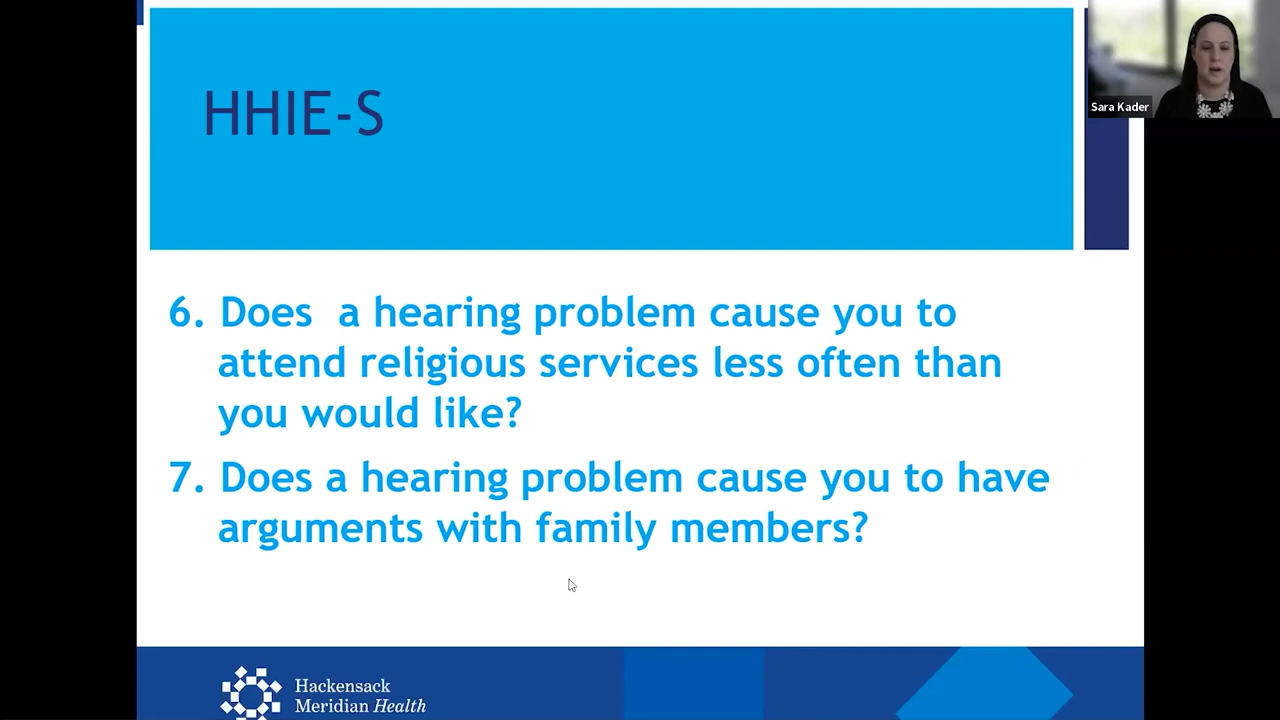 HHIE-S
Sara Kader
6. Does  a hearing problem cause you to
attend religious services less often than
you would like?
7. Does a hearing problem cause you to have
arguments with family members?
Hackensack
Meridian Health